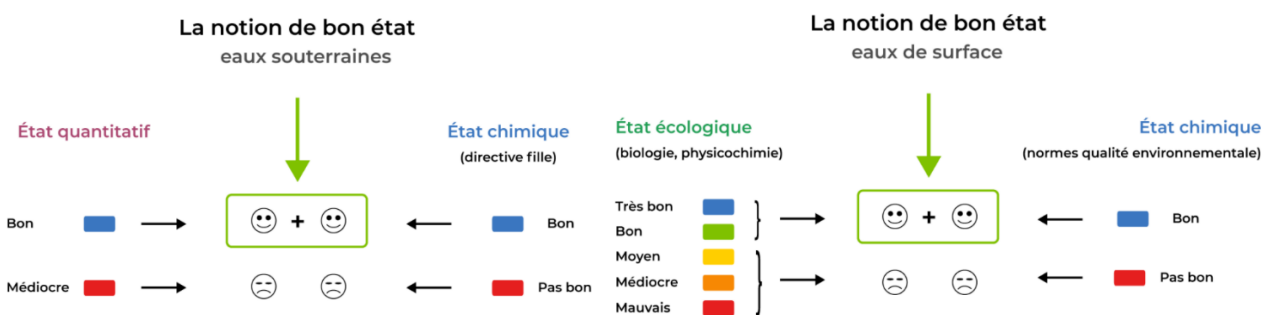 La notion de bon état
eaux souterraines
État quantitatif
État chimique
(directive fille)
Bon
+
Bon
Médiocre
Pas bon
La notion de bon état
eaux de surface
État écologique
(biologie, physicochimie)
État chimique
(normes qualité environnementale)
Très bon
Bon
Moyen
Médiocre
Mauvais
+
Bon
Pas bon